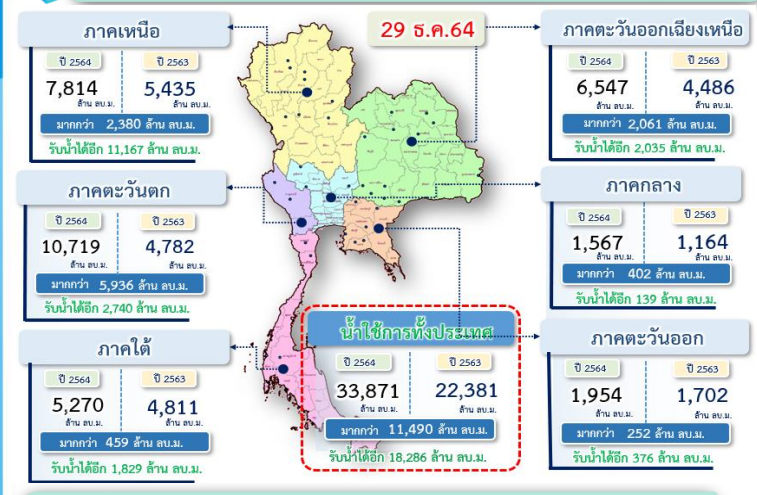 29 ธ.ค.64
ภาคเหนือ
ปี 2564 ปี 2563
7,814 5,435
ล้าน ลบ.ม. ล้าน ลบ.ม.
มากกว่า 2,380 ล้าน ลบ.ม.
รับน้ำได้อีก 11,167 ล้าน ลบ.ม.
ภาคตะวันออกเฉียงเหนือ
ปี 2564 ปี 2563
6,547 4,486
ล้าน ลบ.ม. ล้าน ลบ.ม.
มากกว่า 2,061 ล้าน ลบ.ม.
รับน้ำได้อีก 2,035 ล้าน ลบ.ม.
ภาคตะวันตก
ปี 2564 ปี 2563
10,719 4,782
ล้าน ลบ.ม. ล้าน ลบ.ม.
มากกว่า 5,936 ล้าน ลบ.ม.
รับน้ำได้อีก 2,740 ล้าน ลบ.ม.
ภาคกลาง
ปี 2564 ปี 2563
1,567 1,164
ล้าน ลบ.ม. ล้าน ลบ.ม.
มากกว่า 402 ล้าน ลบ.ม.
รับน้ำได้อีก 139 ล้าน ลบ.ม.
ภาคใต้
ปี 2564 ปี 2563
5,270 4,811
ล้าน ลบ.ม. ล้าน ลบ.ม.
มากกว่า 459 ล้าน ลบ.ม.
รับน้ำได้อีก 1,829 ล้าน ลบ.ม.
น้ำใช้การทั้งประเทศ
ปี 2564 ปี 2563
33,871 22,381
ล้าน ลบ.ม. ล้าน ลบ.ม.
มากกว่า 11,490 ล้าน ลบ.ม.
รับน้ำได้อีก 18,286 ล้าน ลบ.ม.
ภาคตะวันออก
ปี 2564 ปี 2563
1,954 1,702
ล้าน ลบ.ม. ล้าน ลบ.ม.
มากกว่า 252 ล้าน ลบ.ม.
รับน้ำได้อีก 376 ล้าน ลบ.ม.